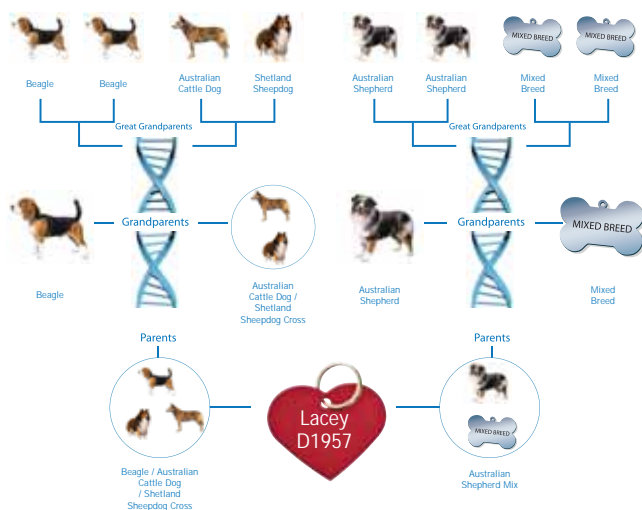 MIXED BREED
MIXED BREED
Beagle
Beagle
Australian
Cattle Dog
Shetland
Sheepdog
Australian
Shepherd
Australian
Shepherd
Mixed
Breed
Mixed
Breed
Great Grandparents
Great Grandparents
Grandparents
Grandparents
MIXED BREED
Beagle
Australian
Cattle Dog /
Shetland
Sheepdog Cross
Australian
Shepherd
Mixed
Breed
Parents
Parents
Lacey
D1957
MIXED BREED
Beagle / Australian
Cattle Dog
/ Shetland
Sheepdog Cross
Australian
Shepherd Mix